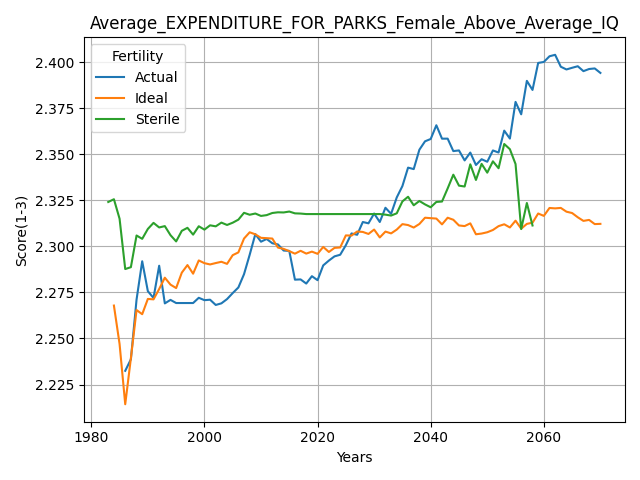 Average_EXPENDITURE_FOR_PARKS_Female_Above_Average_IQ
Fertility
Actual
Ideal
Sterile
2.400
2.375
2.350
2.325
2.300
2.275
2.250
2.225
Score(1-3)
1980
2000
2020
2040
2060
Years